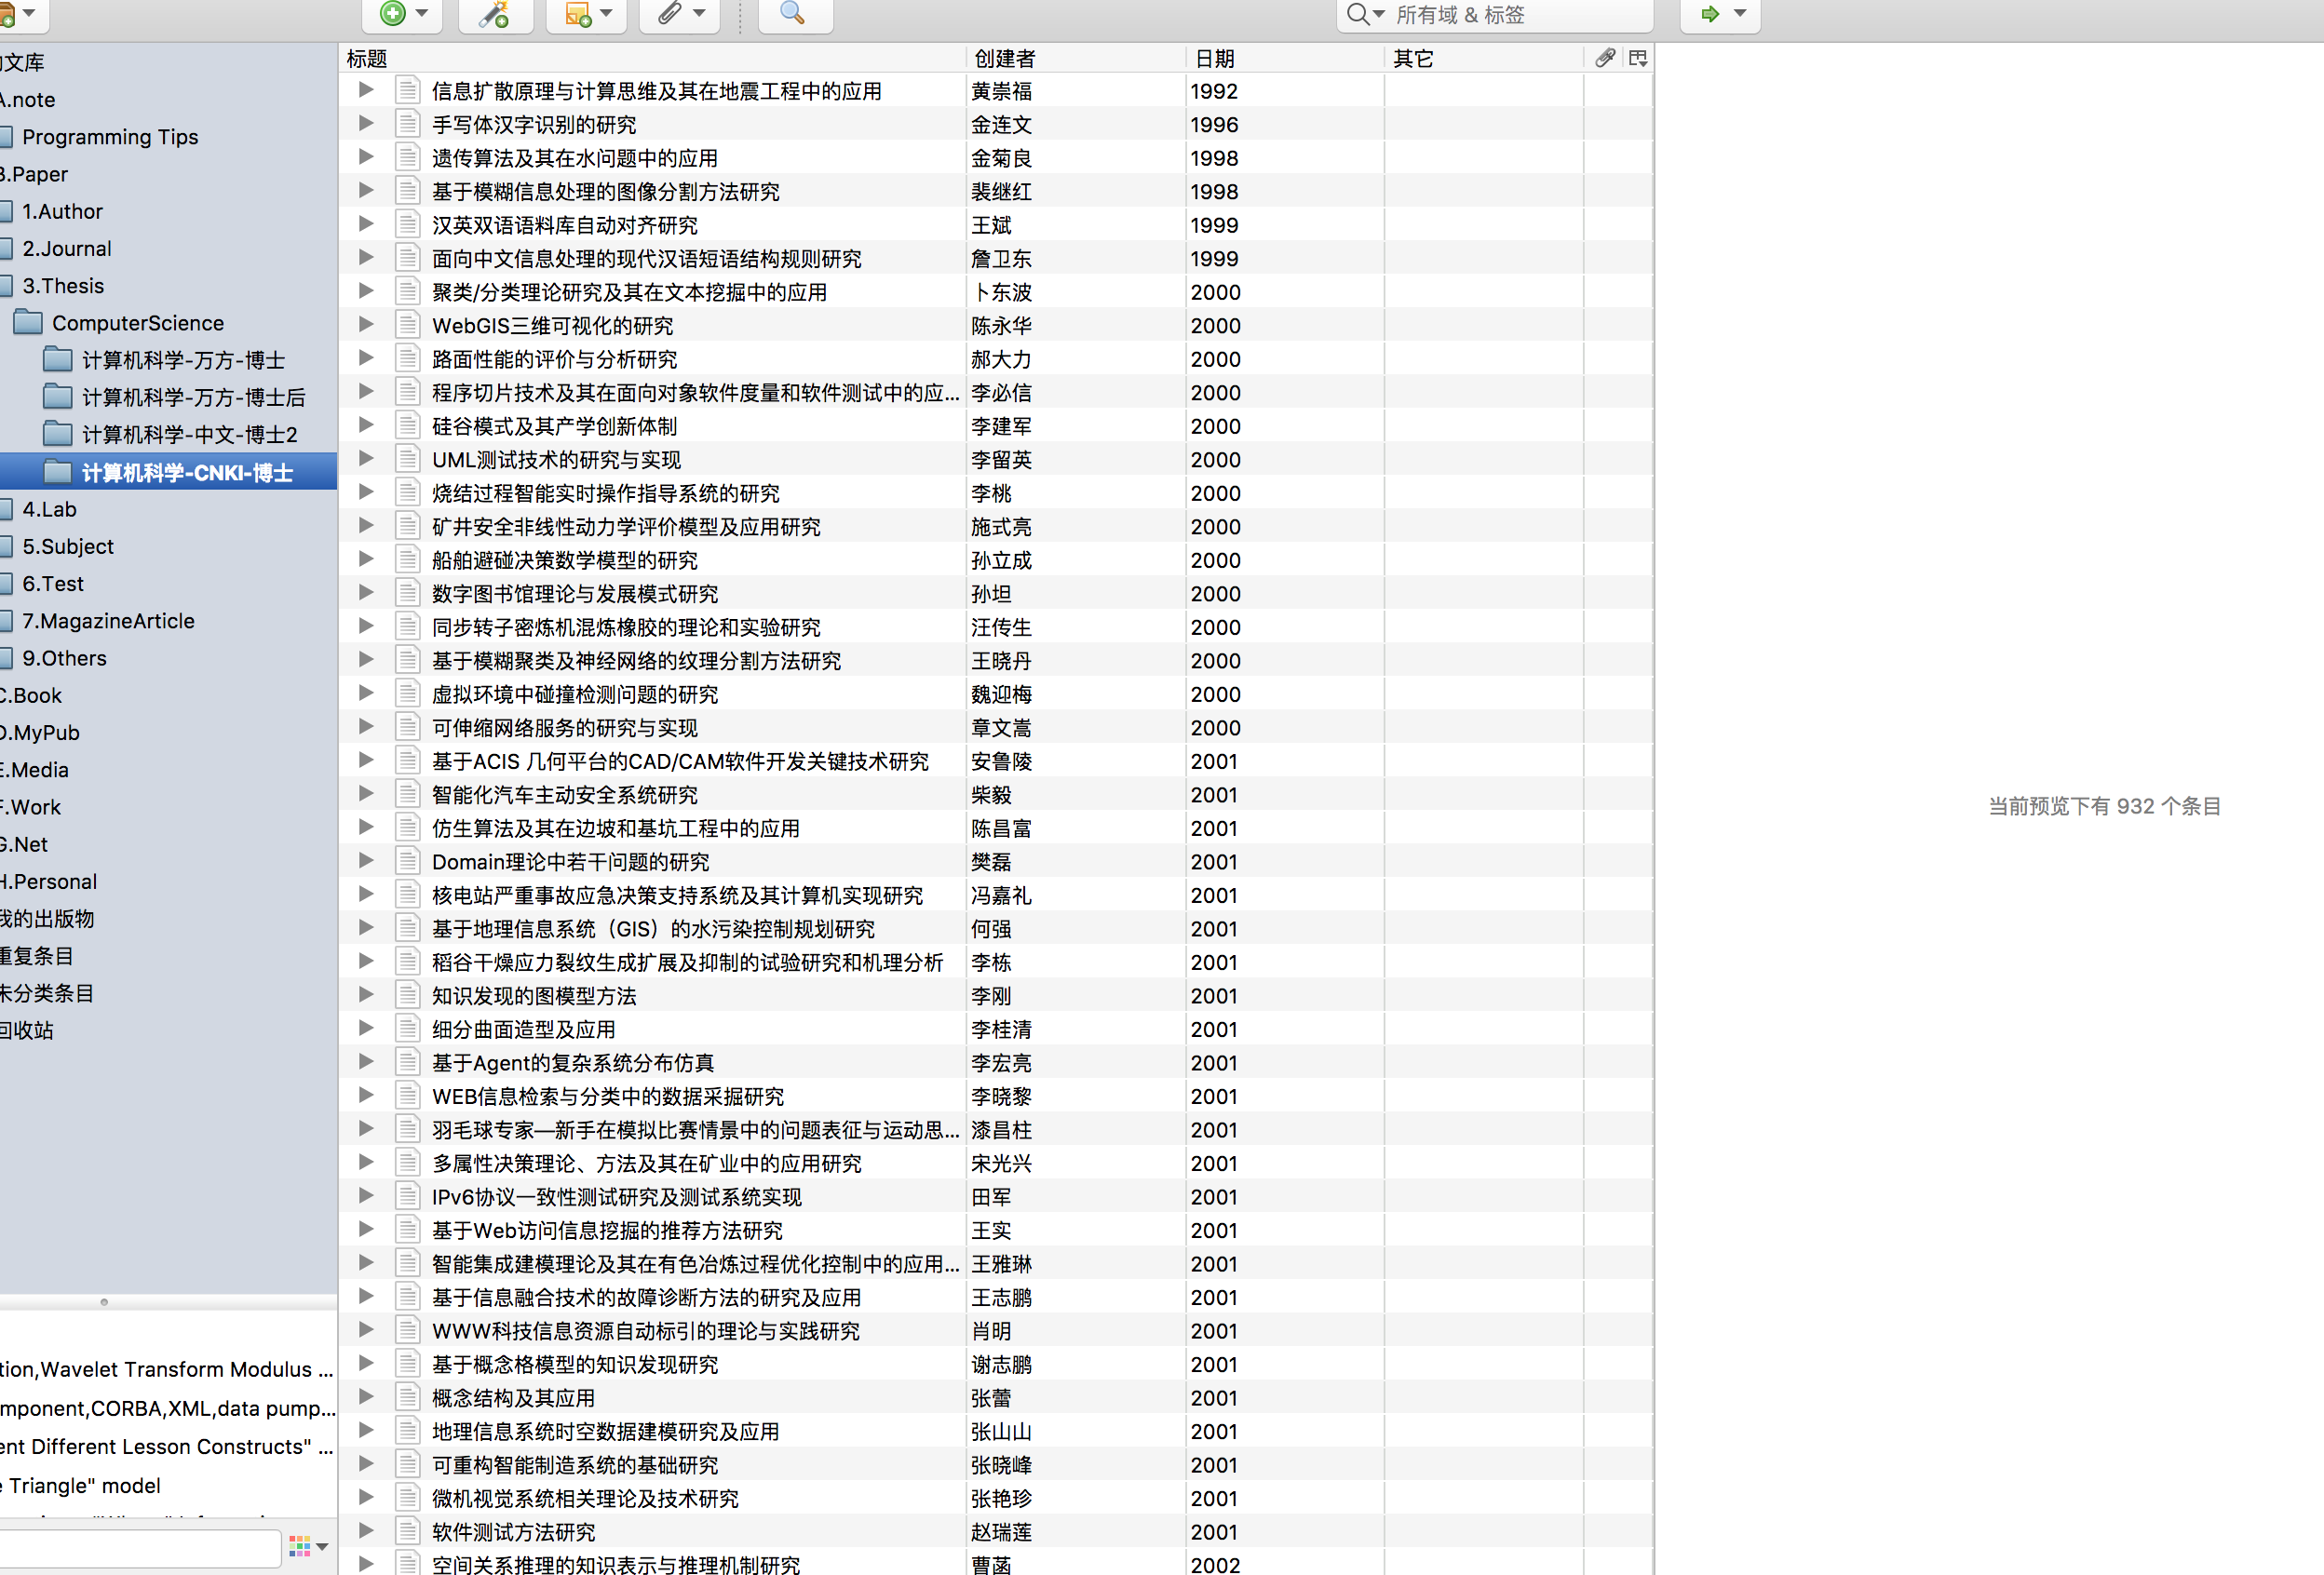 所有域 & 标签
文库
A.note
Programming Tips
3.Paper
1.Author
2.Journal
3.Thesis
ComputerScience
计算机科学-万方-博士
计算机科学-万方-博士后
计算机科学-中文-博士2
计算机科学-CNKI-博士
4.Lab
5.Subject
6.Test
7.MagazineArticle
9.Others
C.Book
D.MyPub
E.Media
F.Work
G.Net
H.Personal
我的出版物
重复条目
未分类条目
回收站
tion,Wavelet Transform Modulus ...
mponent,CORBA,XML,data pump...
ent Different Lesson Constructs" ...
e Triangle" model
标题 创建者 日期 其它
信息扩散原理与计算思维及其在地震工程中的应用 黄崇福 1992
手写体汉字识别的研究 金连文 1996
遗传算法及其在水问题中的应用 金菊良 1998
基于模糊信息处理的图像分割方法研究 裴继红 1998
汉英双语语料库自动对齐研究 王斌 1999
面向中文信息处理的现代汉语短语结构规则研究 詹卫东 1999
聚类/分类理论研究及其在文本挖掘中的应用 卜东波 2000
WebGIS三维可视化的研究 陈永华 2000
路面性能的评价与分析研究 郝大力 2000
程序切片技术及其在面向对象软件度量和软件测试中的应... 李必信 2000
硅谷模式及其产学创新体制 李建军 2000
UML测试技术的研究与实现 李留英 2000
烧结过程智能实时操作指导系统的研究 李桃 2000
矿井安全非线性动力学评价模型及应用研究 施式亮 2000
船舶避碰决策数学模型的研究 孙立成 2000
数字图书馆理论与发展模式研究 孙坦 2000
同步转子密炼机混炼橡胶的理论和实验研究 汪传生 2000
基于模糊聚类及神经网络的纹理分割方法研究 王晓丹 2000
虚拟环境中碰撞检测问题的研究 魏迎梅 2000
可伸缩网络服务的研究与实现 章文嵩 2000
基于ACIS 几何平台的CAD/CAM软件开发关键技术研究 安鲁陵 2001
智能化汽车主动安全系统研究 柴毅 2001
仿生算法及其在边坡和基坑工程中的应用 陈昌富 2001
Domain理论中若干问题的研究 樊磊 2001
核电站严重事故应急决策支持系统及其计算机实现研究 冯嘉礼 2001
基于地理信息系统（GIS）的水污染控制规划研究 何强 2001
稻谷干燥应力裂纹生成扩展及抑制的试验研究和机理分析 李栋 2001
知识发现的图模型方法 李刚 2001
细分曲面造型及应用 李桂清 2001
基于Agent的复杂系统分布仿真 李宏亮 2001
WEB信息检索与分类中的数据采掘研究 李晓黎 2001
羽毛球专家—新手在模拟比赛情景中的问题表征与运动思... 漆昌柱 2001
多属性决策理论、方法及其在矿业中的应用研究 宋光兴 2001
IPv6协议一致性测试研究及测试系统实现 田军 2001
基于Web访问信息挖掘的推荐方法研究 王实 2001
智能集成建模理论及其在有色冶炼过程优化控制中的应用... 王雅琳 2001
基于信息融合技术的故障诊断方法的研究及应用 王志鹏 2001
WWW科技信息资源自动标引的理论与实践研究 肖明 2001
基于概念格模型的知识发现研究 谢志鹏 2001
概念结构及其应用 张蕾 2001
地理信息系统时空数据建模研究及应用 张山山 2001
可重构智能制造系统的基础研究 张晓峰 2001
微机视觉系统相关理论及技术研究 张艳珍 2001
软件测试方法研究 赵瑞莲 2001
空间关系推理的知识表示与推理机制研究 曹菡 2002
当前预览下有 932 个条目